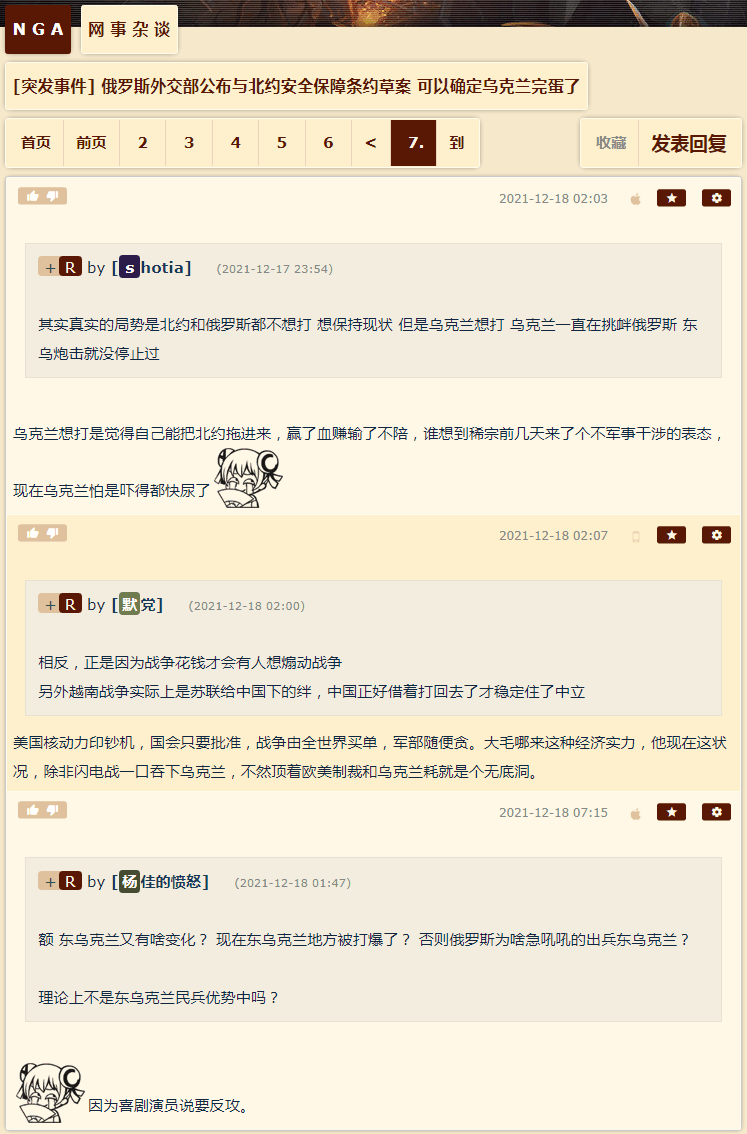 NGA 网事杂谈
[突发事件] 俄罗斯外交部公布与北约安全保障条约草案 可以确定乌克兰完蛋了
首页 前页 2 3 4 5 6 < 7. 到 收藏 发表回复
2021-12-18 02:03
+ R by [shotia] (2021-12-17 23:54)
其实真实的局势是北约和俄罗斯都不想打 想保持现状 但是乌克兰想打 乌克兰一直在挑衅俄罗斯 东
乌炮击就没停止过
乌克兰想打是觉得自己能把北约拖进来，赢了血赚输了不陪，谁想到稀宗前几天来了个不军事干涉的表态，
现在乌克兰怕是吓得都快尿了
2021-12-18 02:07
+ R by [默党] (2021-12-18 02:00)
相反，正是因为战争花钱才会有人想煽动战争
另外越南战争实际上是苏联给中国下的绊，中国正好借着打回去了才稳定住了中立
美国核动力印钞机，国会只要批准，战争由全世界买单，军部随便贪。大毛哪来这种经济实力，他现在这状
况，除非闪电战一口吞下乌克兰，不然顶着欧美制裁和乌克兰耗就是个无底洞。
2021-12-18 07:15
+ R by [杨佳的愤怒] (2021-12-18 01:47)
额 东乌克兰又有啥变化？ 现在东乌克兰地方被打爆了？ 否则俄罗斯为啥急吼吼的出兵东乌克兰？
理论上不是东乌克兰民兵优势中吗？
因为喜剧演员说要反攻。